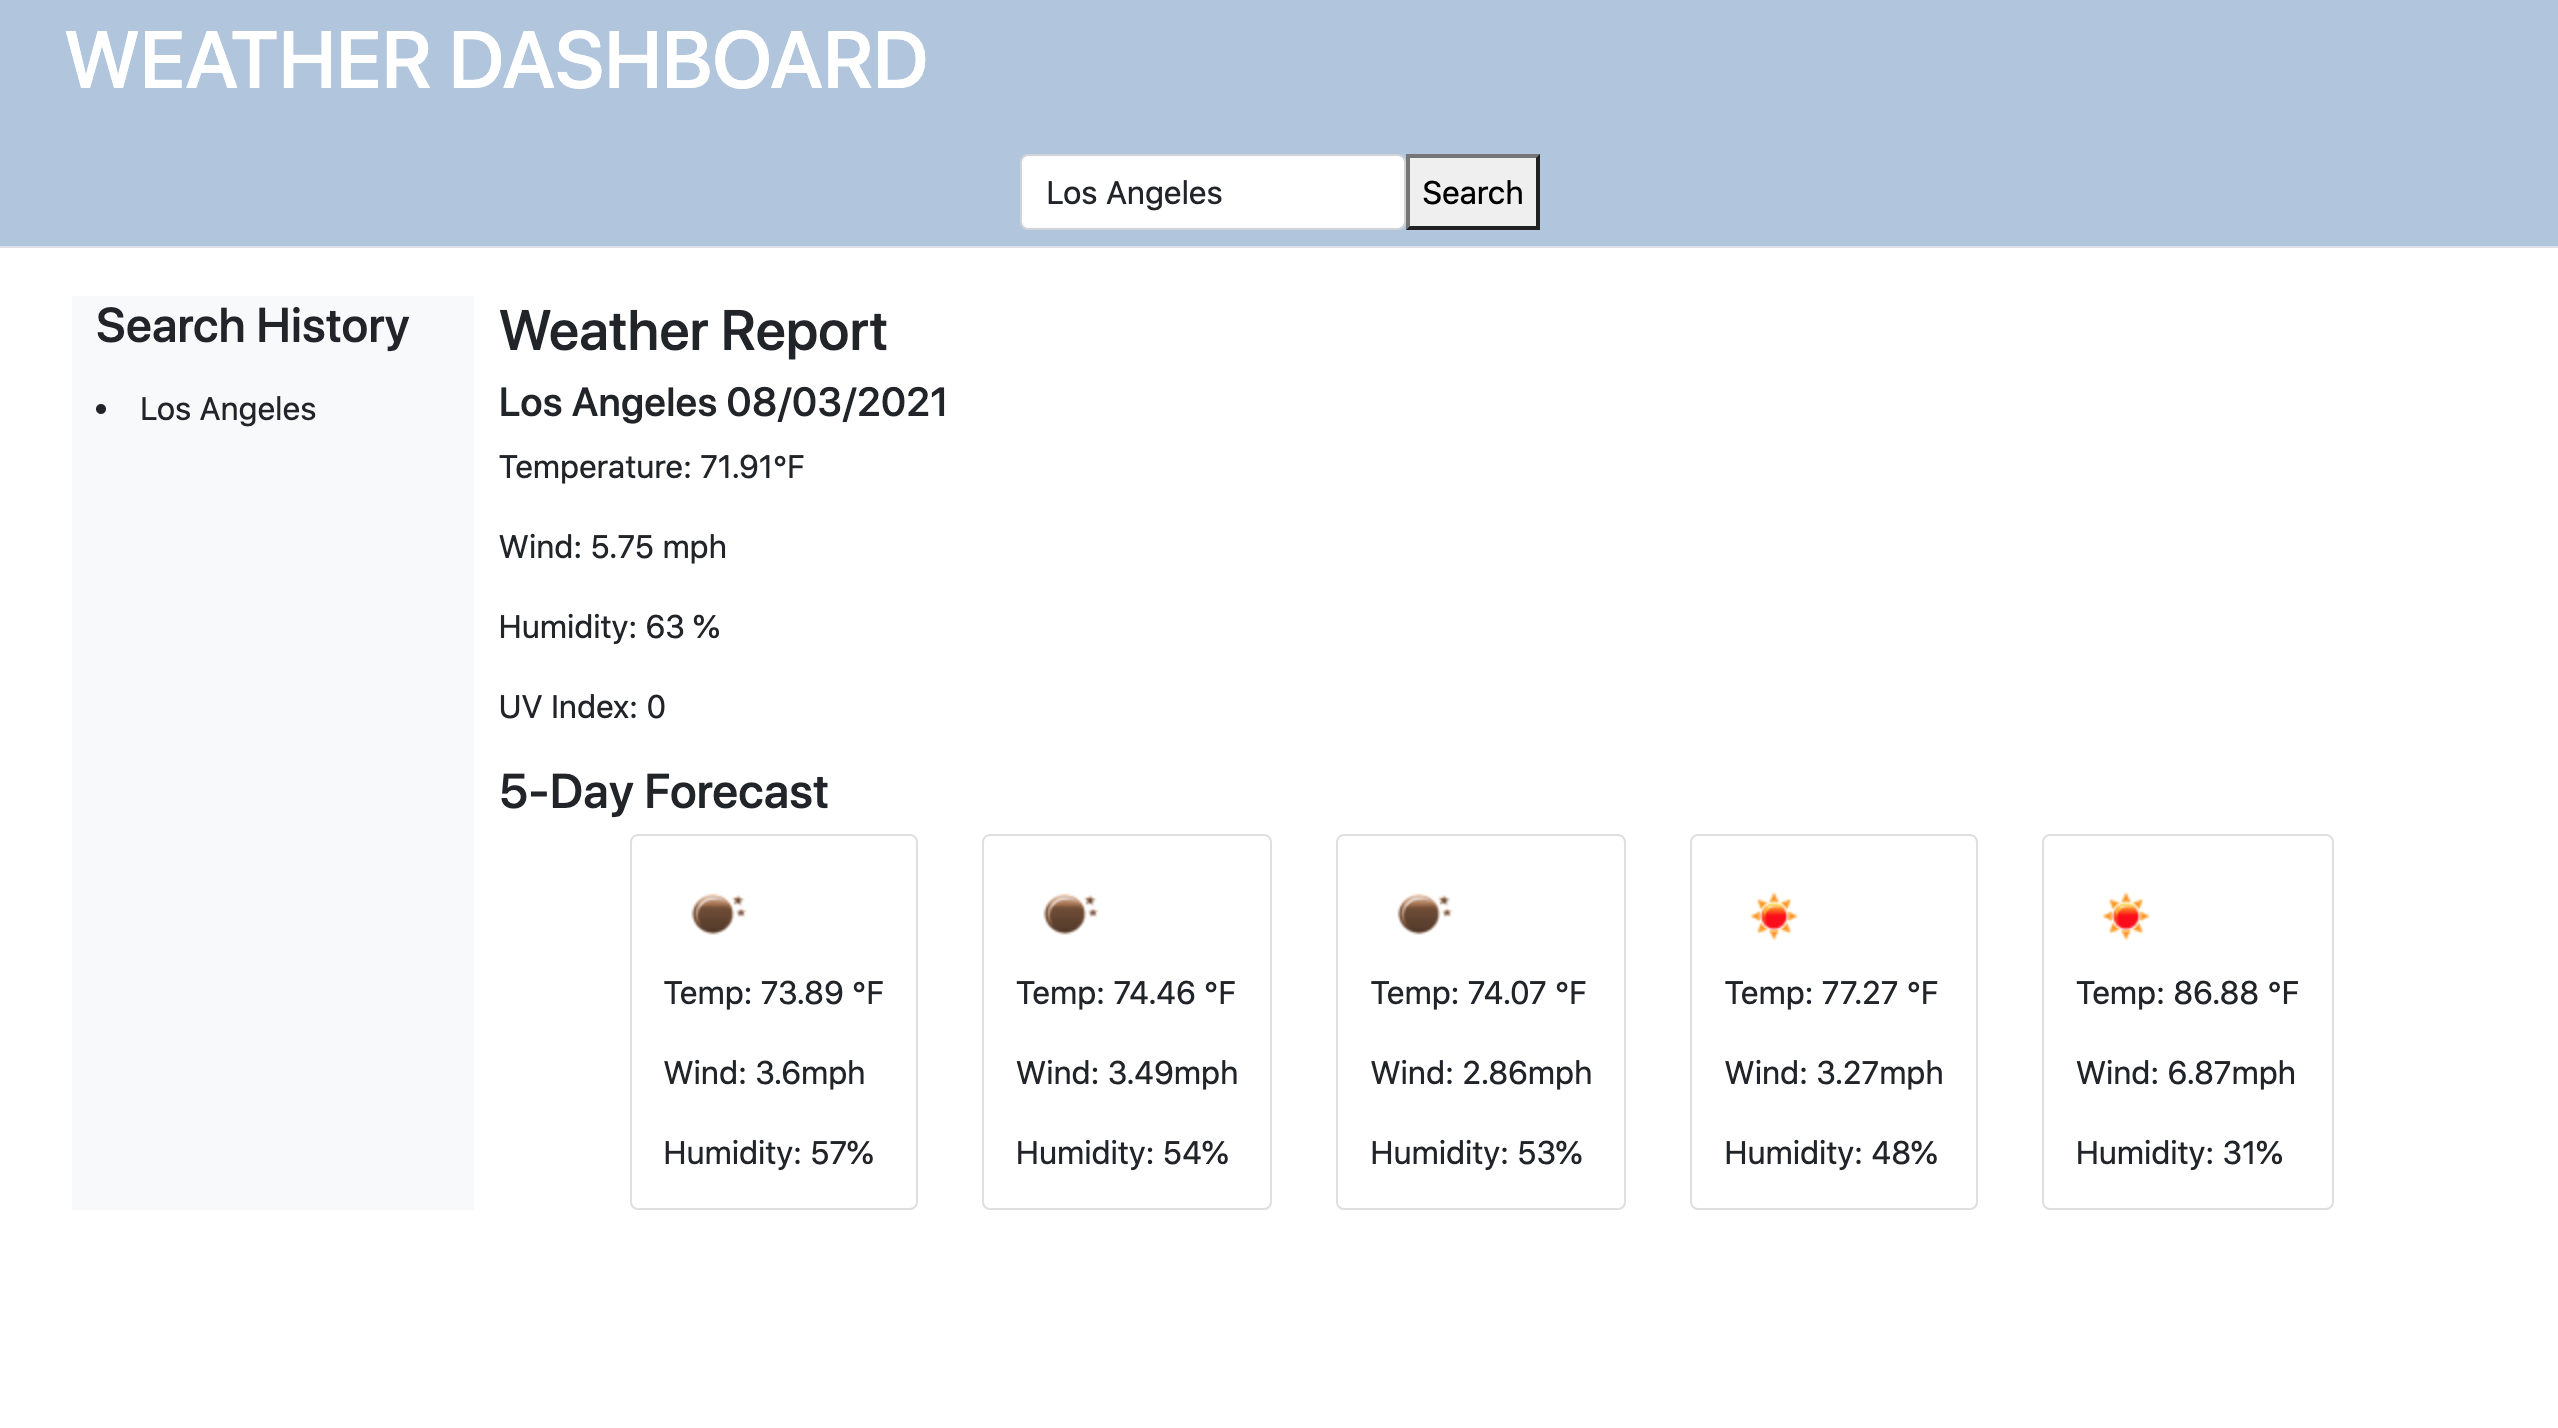 WEATHER DASHBOARD
Los Angeles
Search
Search History
• Los Angeles
Weather Report
Los Angeles 08/03/2021
Temperature: 71.91°F
Wind: 5.75 mph
Humidity: 63 %
UV Index: 0
5-Day Forecast
Temp: 73.89 °F
Wind: 3.6mph
Humidity: 57%
Temp: 74.46 °F
Wind: 3.49mph
Humidity: 54%
Temp: 74.07 °F
Wind: 2.86mph
Humidity: 53%
Temp: 77.27 °F
Wind: 3.27mph
Humidity: 48%
Temp: 86.88 °F
Wind: 6.87mph
Humidity: 31%